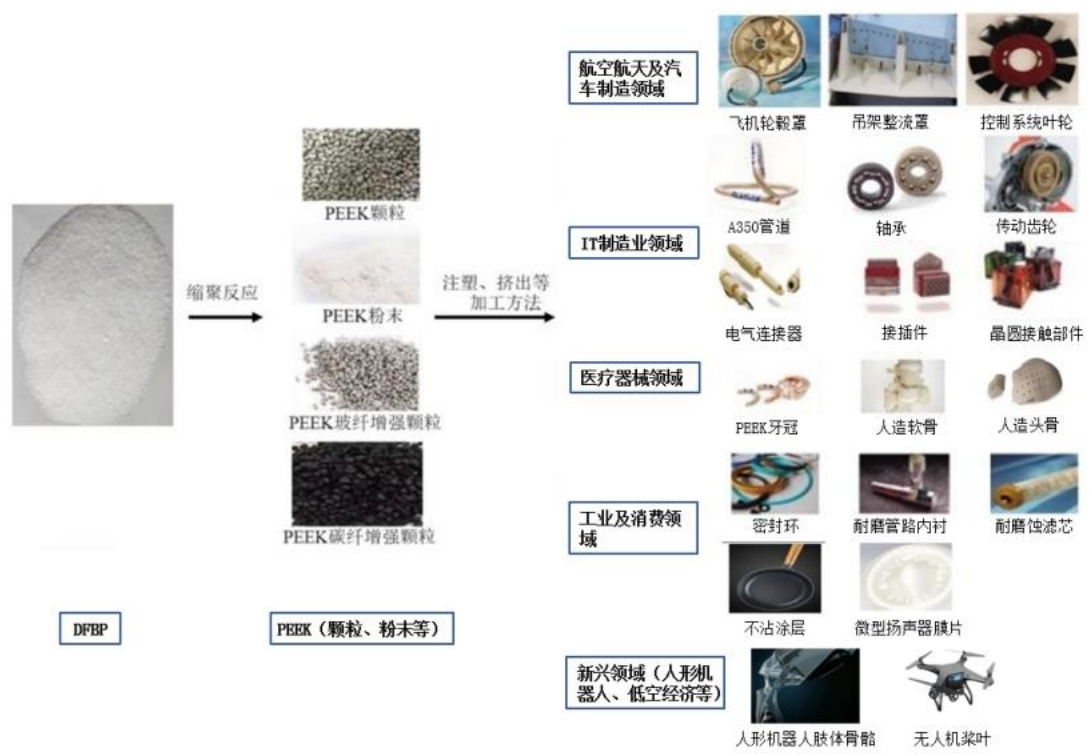 航空航天及汽
车制造领域
飞机轮毂罩
吊架整流罩
控制系统叶轮
PEEK颗粒
A350管道
轴承
传动齿轮
IT制造业领域
缩聚反应
注塑、挤出等
加工方法
PEEK粉末
电气连接器
接插件
晶圆接触部件
医疗器械领域
PEEK玻纤增强颗粒
PEEK牙冠
人造软骨
人造头骨
PEEK碳纤增强颗粒
工业及消费领
域
密封环
耐磨管路内衬
耐磨蚀滤芯
DFBP
PEEK（颗粒、粉末等）
不沾涂层
微型扬声器膜片
新兴领域（人形机
器人、低空经济等）
人形机器人肢体骨骼
无人机桨叶